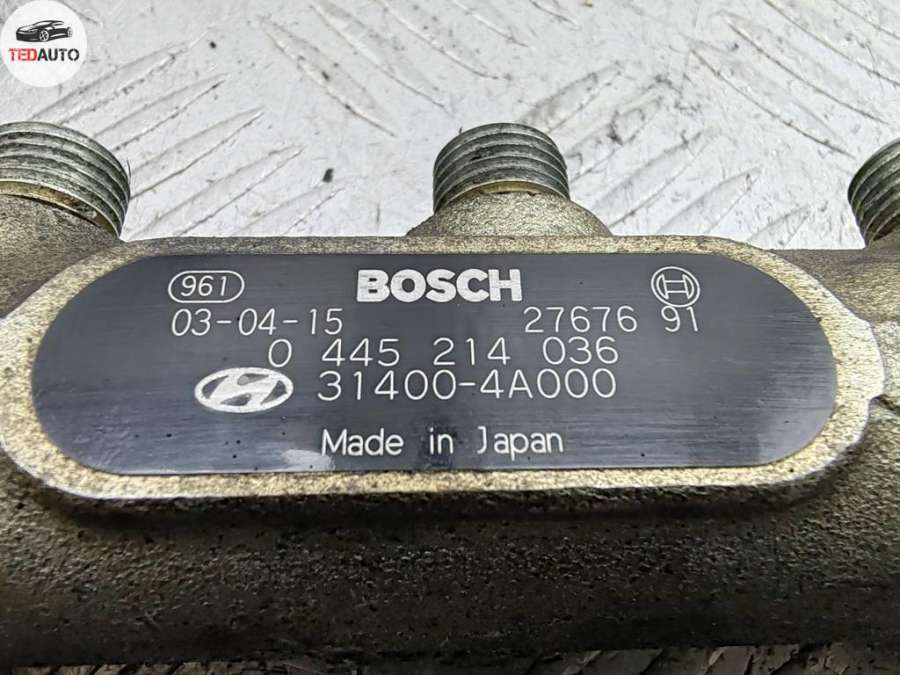 TEDAUTO
961 BOSCH
03-04-15 27676 91
0 445 214 036
31400-4A000
Made in Japan